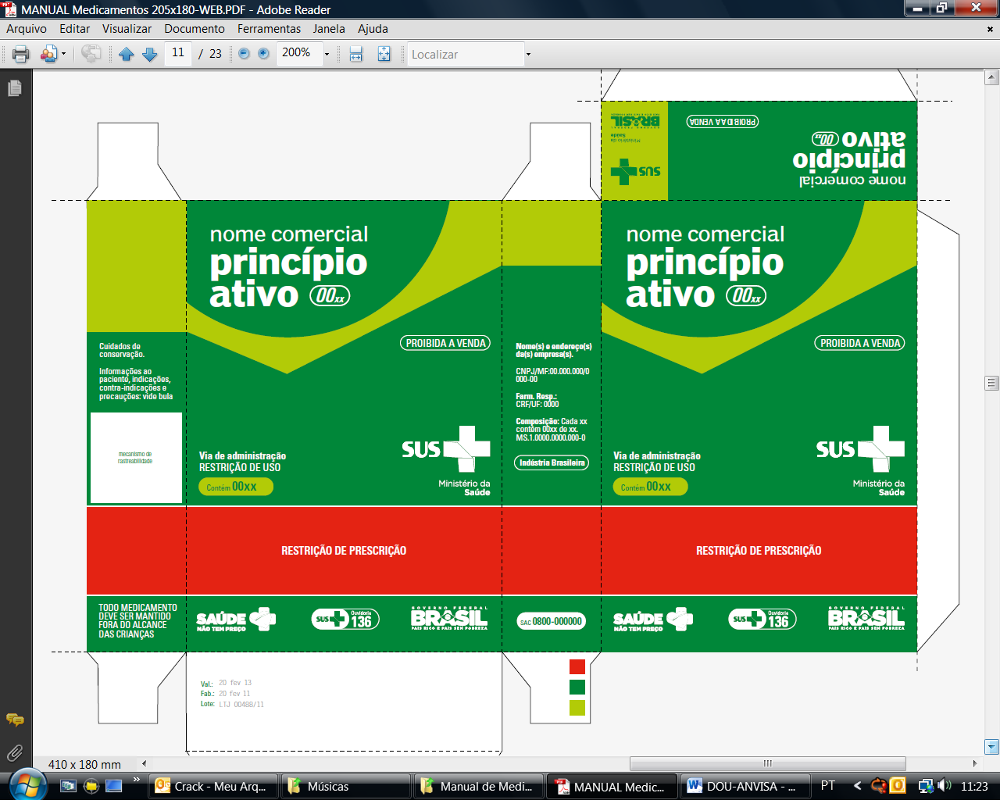 MANUAL Medicamentos 205x180-WEB.PDF - Adobe Reader
Arquivo Editar Visualizar Documento Ferramentas Janela Ajuda
11 / 23 200% Localizar
BRASIL
GOVERNO FEDERAL
Ministério da
Saúde
SUS
PROIBIDA A VENDA
nome comercial
princípio
ativo 00xx
nome comercial
princípio
ativo 00xx
PROIBIDA A VENDA
nome comercial
princípio
ativo 00xx
PROIBIDA A VENDA
Cuidados de
conservação.
Informações ao
paciente, indicações,
contra-indicações e
precauções: vide bula
mecanismo de
rastreabilidade
Via de administração
RESTRIÇÃO DE USO
Contém 00xx
SUS
Ministério da
Saúde
Nome(s) e endereço(s)
da(s) empresa(s).
CNPJ/MF:00.000.000/0
000-00
Farm. Resp.:
CRF/UF: 0000
Composição: Cada xx
contém 00xx de xx.
MS.1.0000.0000.000-0
Indústria Brasileira
Via de administração
RESTRIÇÃO DE USO
Contém 00xx
SUS
Ministério da
Saúde
RESTRIÇÃO DE PRESCRIÇÃO
RESTRIÇÃO DE PRESCRIÇÃO
TODO MEDICAMENTO
DEVE SER MANTIDO
FORA DO ALCANCE
DAS CRIANÇAS
SAÚDE
NÃO TEM PREÇO
SUS Ouvidoria
136
GOVERNO FEDERAL
BRASIL
PAÍS RICO É PAÍS SEM POBREZA
SAC 0800-000000
SAÚDE
NÃO TEM PREÇO
SUS Ouvidoria
136
GOVERNO FEDERAL
BRASIL
PAÍS RICO É PAÍS SEM POBREZA
Val.: 20 fev 13
Fab.: 20 fev 11
Lote: LTJ 00488/11
410 x 180 mm
Crack - Meu Arq... Músicas Manual de Medi... MANUAL Medic... DOU-ANVISA - ... PT 11:23